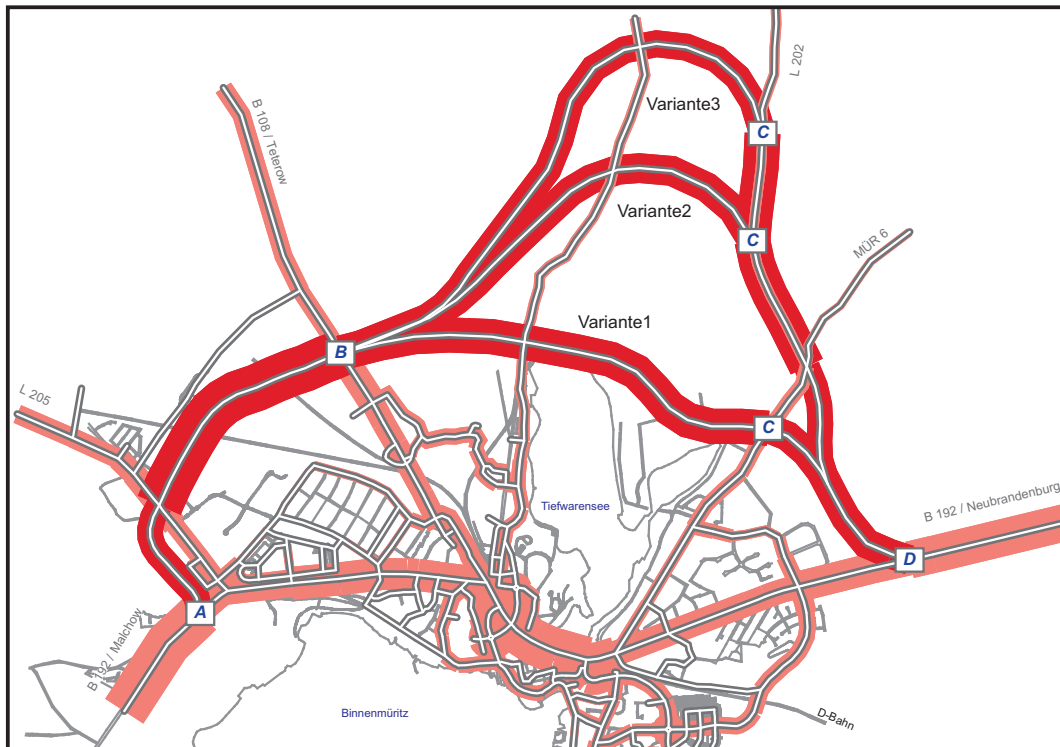 L 202
Variante3
C
B 108 / Teterow
Variante2
C
MÜR 6
Variante1
B
L 205
C
B 192 / Neubrandenburg
Tiefwarensee
D
A
B 192 / Malchow
Binnenmüritz
D-Bahn